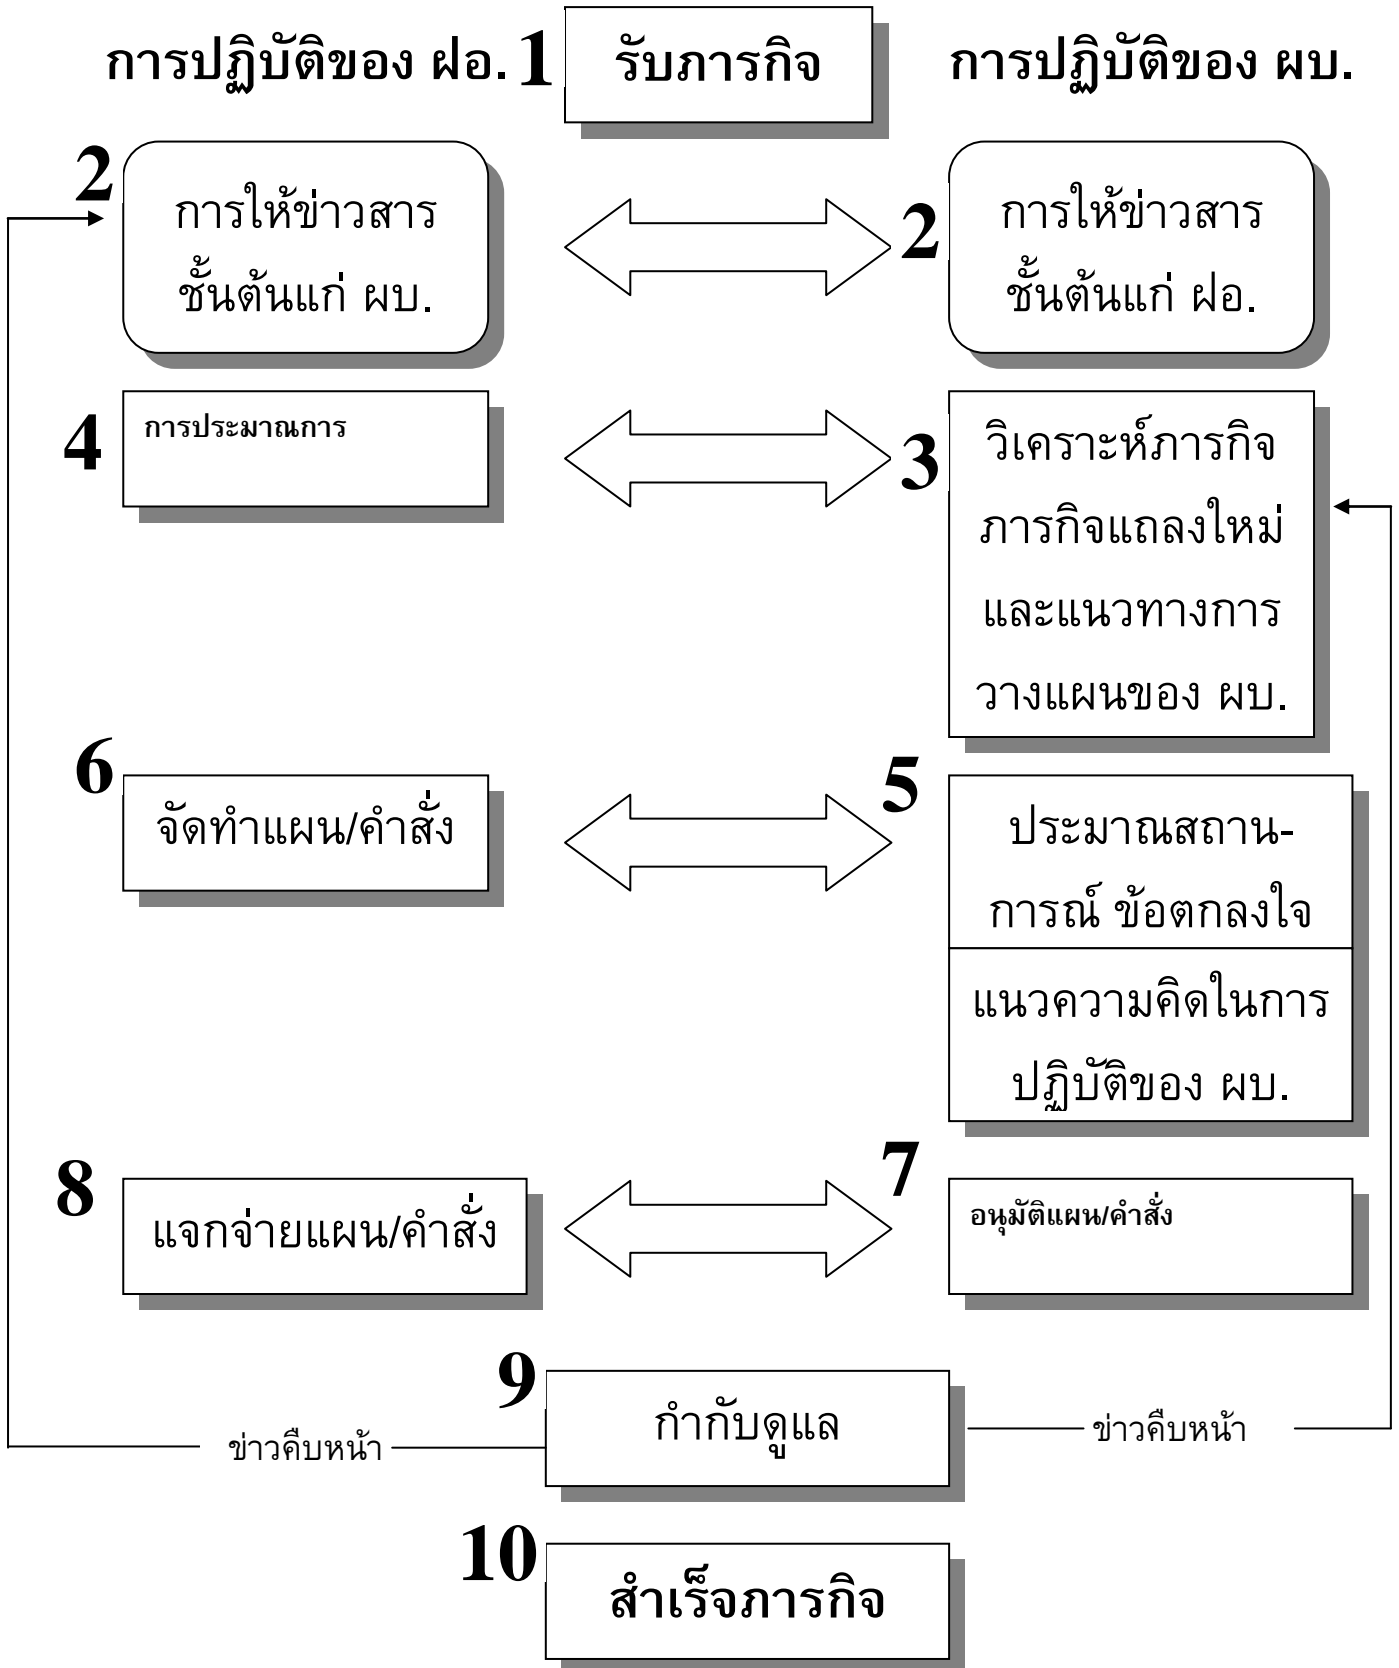 การปฏิบัติของ ฝอ.
1
รับภารกิจ
การปฏิบัติของ ผบ.
2
การให้ข่าวสาร
ชั้นต้นแก่ ผบ.
2
การให้ข่าวสาร
ชั้นต้นแก่ ฝอ.
4
การประมาณการ
3
วิเคราะห์ภารกิจ
ภารกิจแถลงใหม่
และแนวทางการ
วางแผนของ ผบ.
6
จัดทำแผน/คำสั่ง
5
ประมาณสถาน-
การณ์ ข้อตกลงใจ
แนวความคิดในการ
ปฏิบัติของ ผบ.
8
แจกจ่ายแผน/คำสั่ง
7
อนุมัติแผน/คำสั่ง
9
กำกับดูแล
ข่าวคืบหน้า
ข่าวคืบหน้า
10
สำเร็จภารกิจ